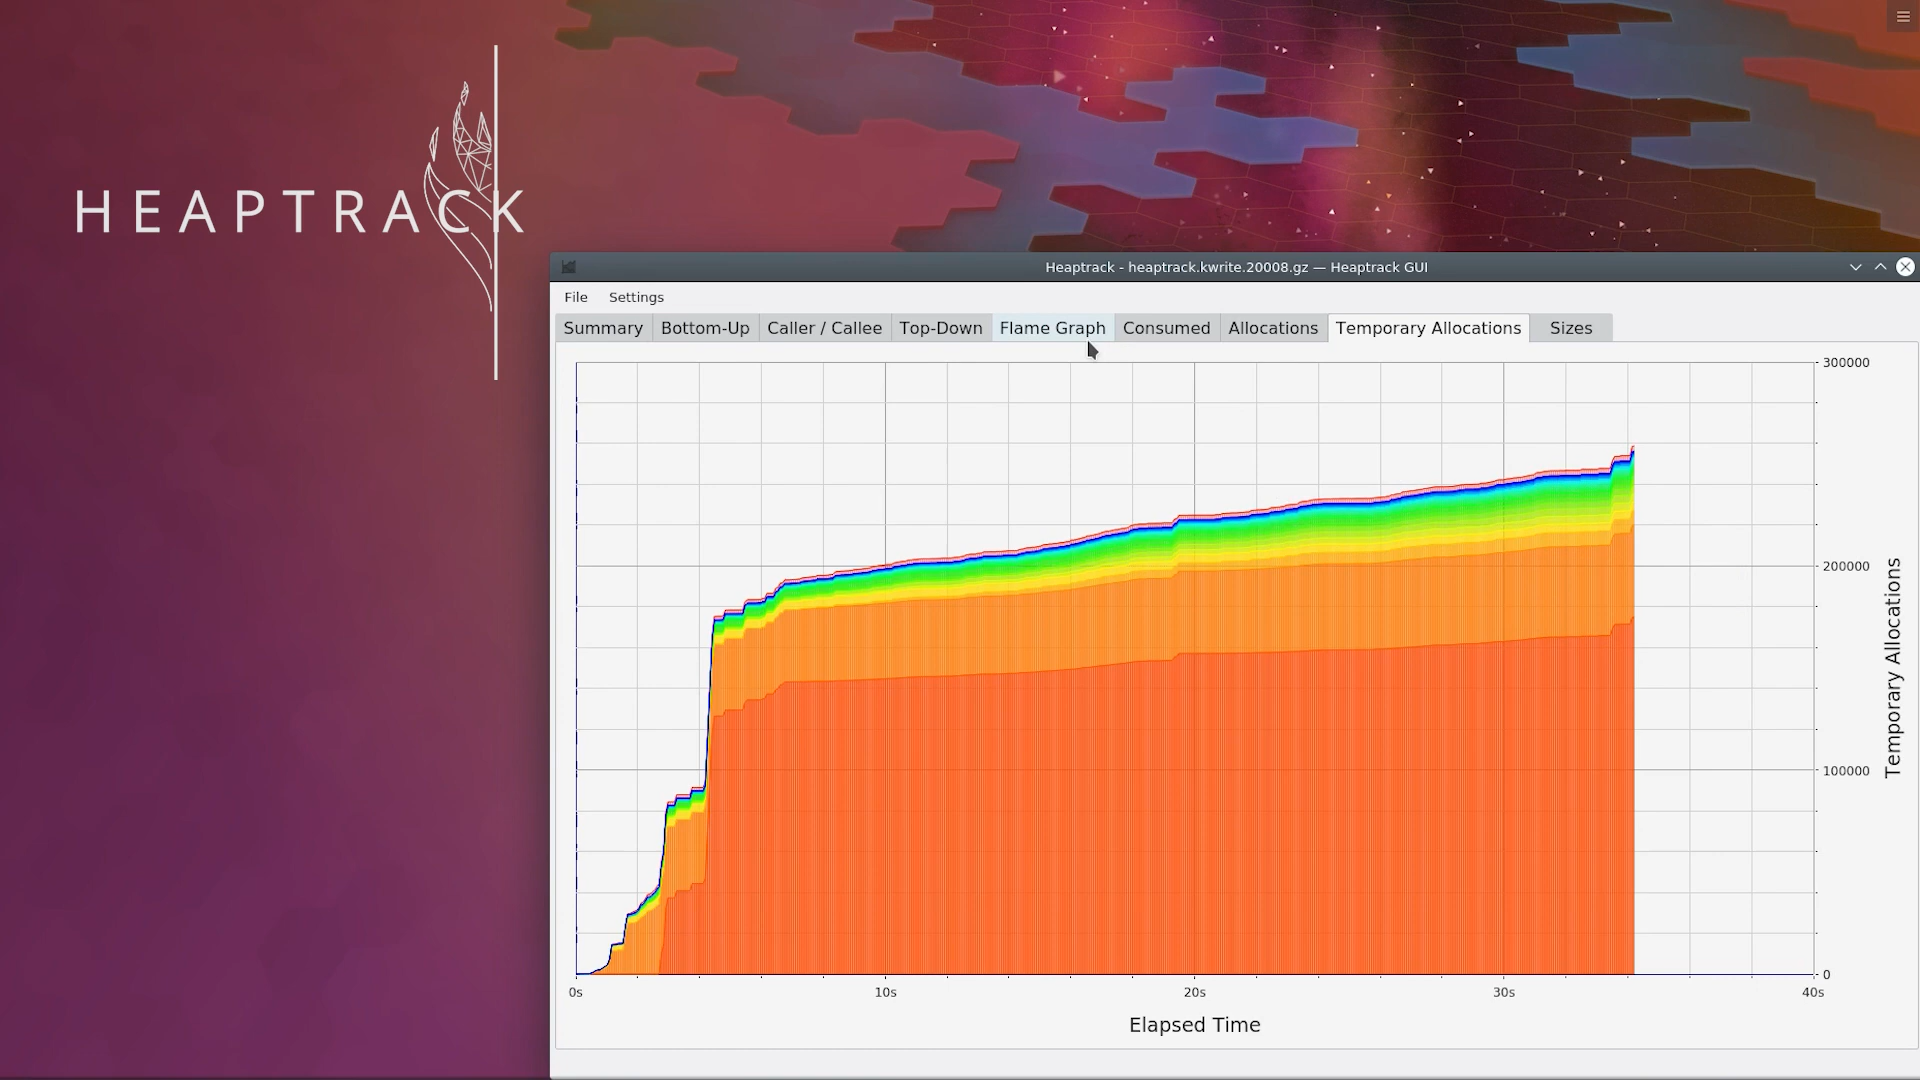 HEAPTRACK
Heaptrack - heaptrack.kwrite.20008.gz — Heaptrack GUI
File Settings
Summary Bottom-Up Caller / Callee Top-Down Flame Graph Consumed Allocations Temporary Allocations Sizes
300000
200000
100000
0
Temporary Allocations
0s 10s 20s 30s 40s
Elapsed Time